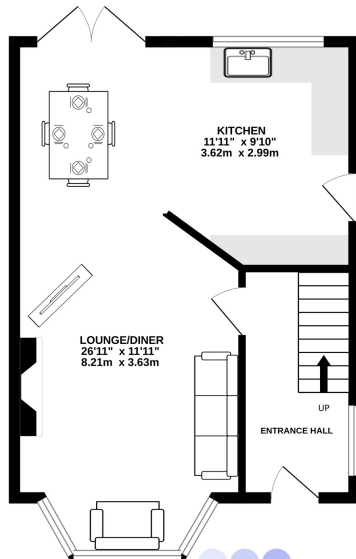 KITCHEN
11'11" x 9'10"
3.62m x 2.99m
LOUNGE/DINER
26'11" x 11'11"
8.21m x 3.63m
UP
ENTRANCE HALL